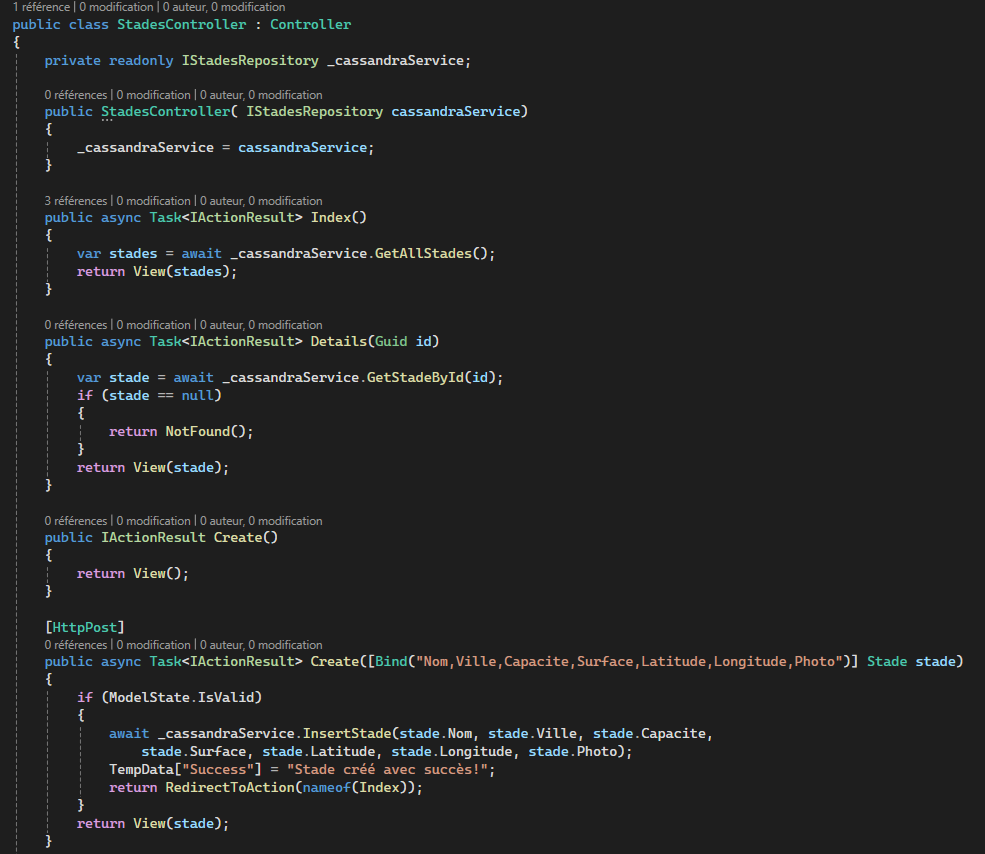 1 référence | 0 modification | 0 auteur, 0 modification
public class StadesController : Controller
{
    private readonly IStadesRepository _cassandraService;

    0 références | 0 modification | 0 auteur, 0 modification
    public StadesController( IStadesRepository cassandraService)
    {
        _cassandraService = cassandraService;
    }

    3 références | 0 modification | 0 auteur, 0 modification
    public async Task<IActionResult> Index()
    {
        var stades = await _cassandraService.GetAllStades();
        return View(stades);
    }

    0 références | 0 modification | 0 auteur, 0 modification
    public async Task<IActionResult> Details(Guid id)
    {
        var stade = await _cassandraService.GetStadeById(id);
        if (stade == null)
        {
            return NotFound();
        }
        return View(stade);
    }

    0 références | 0 modification | 0 auteur, 0 modification
    public IActionResult Create()
    {
        return View();
    }

    [HttpPost]
    0 références | 0 modification | 0 auteur, 0 modification
    public async Task<IActionResult> Create([Bind("Nom,Ville,Capacite,Surface,Latitude,Longitude,Photo")] Stade stade)
    {
        if (ModelState.IsValid)
        {
            await _cassandraService.InsertStade(stade.Nom, stade.Ville, stade.Capacite,
                stade.Surface, stade.Latitude, stade.Longitude, stade.Photo);
            TempData["Success"] = "Stade créé avec succès!";
            return RedirectToAction(nameof(Index));
        }
        return View(stade);
    }